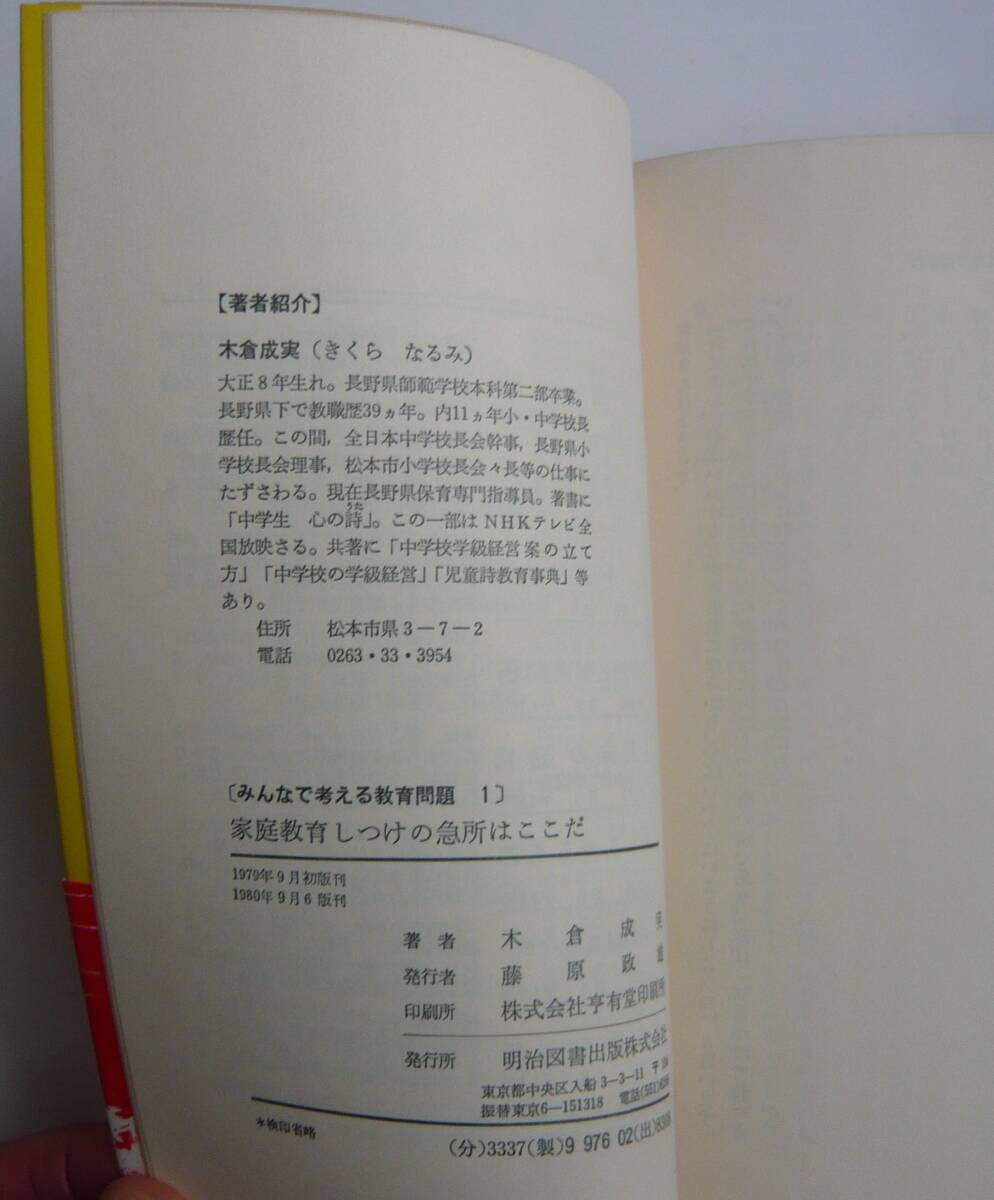 【著者紹介】
木倉成実（きくら　なるみ）
大正８年生れ。長野県師範学校本科第二部卒業。
長野県下で教職歴39ヵ年。内11ヵ年小・中学校長
歴任。この間，全日本中学校長会幹事，長野県小
学校長会理事，松本市小学校長会々長等の仕事に
たずさわる。現在長野県保育専門指導員。著書に
うた
「中学生　心の詩」。この一部はＮＨＫテレビ全
国放映さる。共著に「中学校学級経営案の立て
方」「中学校の学級経営」「児童詩教育事典」等
あり。
住所　松本市県３－７－２
電話　0263・33・3954
〔みんなで考える教育問題　１〕
家庭教育しつけの急所はここだ
1979年９月初版刊
1980年９月６版刊
著者　木倉成実
発行者　藤原政雄
印刷所　株式会社亨有堂印刷所
発行所　明治図書出版株式会社
東京都中央区入船3－3－11　〒
振替東京6－151318　電話(551)
＊検印省略
(分)3337(製)9 976 02(出)